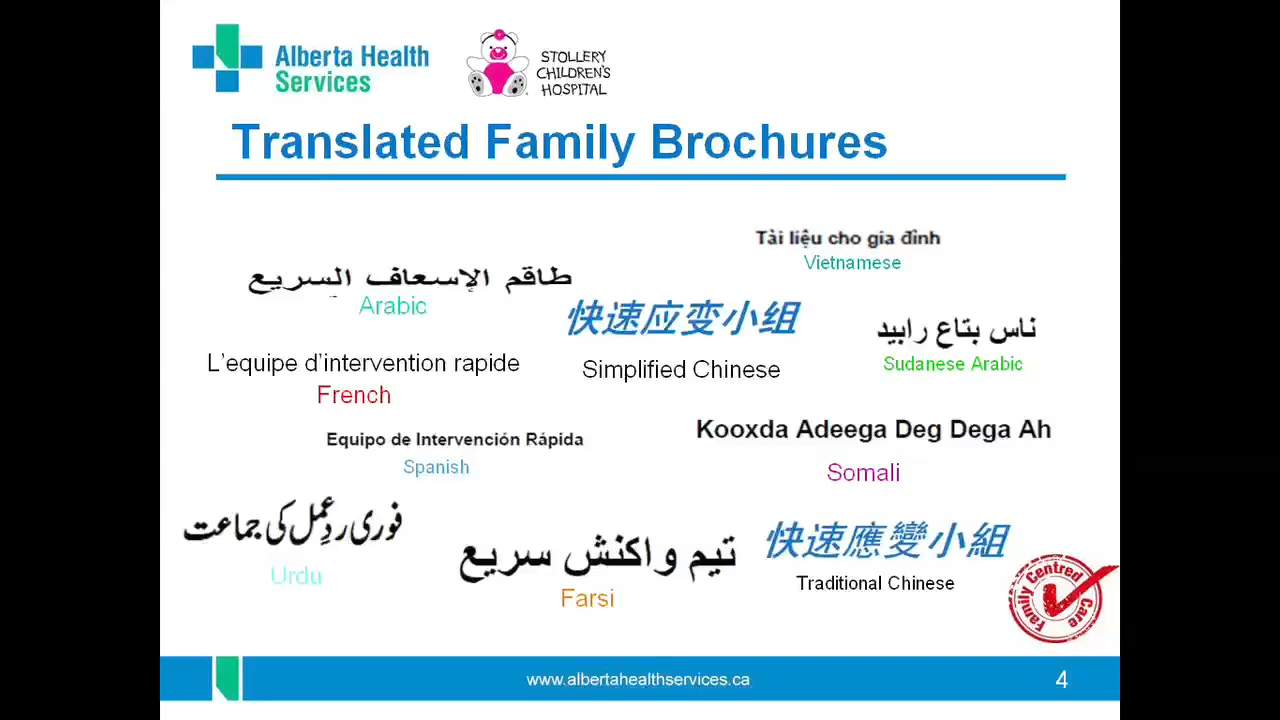 Alberta Health
Services
STOLLERY
CHILDREN'S
HOSPITAL
Translated Family Brochures
Tài liệu cho gia đình
Vietnamese
طاقم الإسعاف السريع
Arabic
快速应变小组
Simplified Chinese
ناس بتاع رابيد
Sudanese Arabic
L'equipe d'intervention rapide
French
Kooxda Adeega Deg Dega Ah
Somali
Equipo de Intervención Rápida
Spanish
فوری ردِعمل کی جماعت
Urdu
تیم واکنش سریع
Farsi
快速應變小組
Traditional Chinese
Family Centred
Care
www.albertahealthservices.ca
4